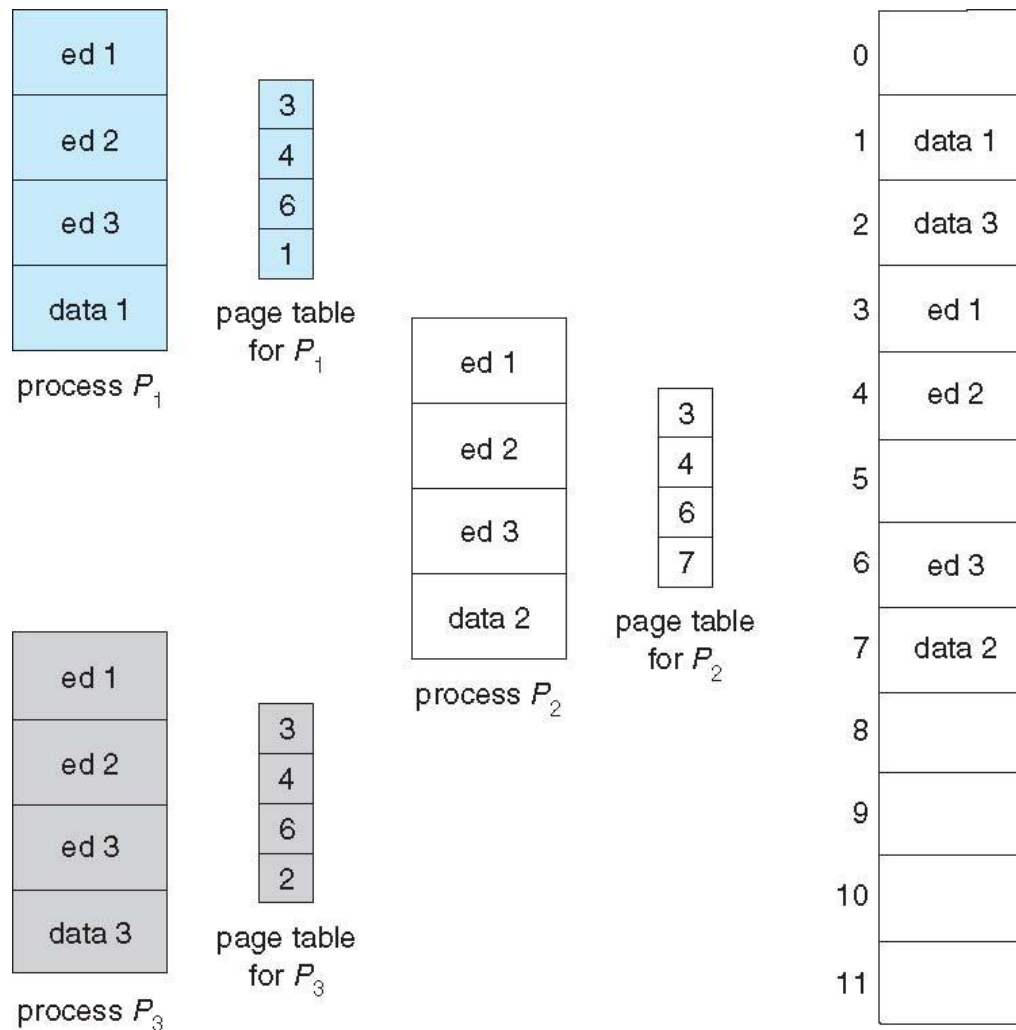 ed 1
ed 2
ed 3
data 1
process P1
3
4
6
1
page table
for P1
ed 1
ed 2
ed 3
data 2
process P2
3
4
6
7
page table
for P2
ed 1
ed 2
ed 3
data 3
process P3
3
4
6
2
page table
for P3
0
1 data 1
2 data 3
3 ed 1
4 ed 2
5
6 ed 3
7 data 2
8
9
10
11